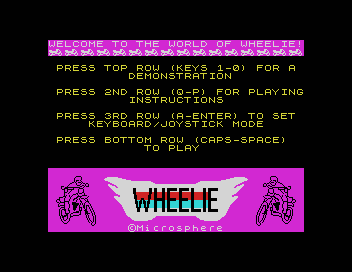 WELCOME TO THE WORLD OF WHEELIE!
PRESS TOP ROW (KEYS 1-0) FOR A
DEMONSTRATION
PRESS 2ND ROW (Q-P) FOR PLAYING
INSTRUCTIONS
PRESS 3RD ROW (A-ENTER) TO SET
KEYBOARD/JOYSTICK MODE
PRESS BOTTOM ROW (CAPS-SPACE)
TO PLAY
WHEELIE
©Microsphere